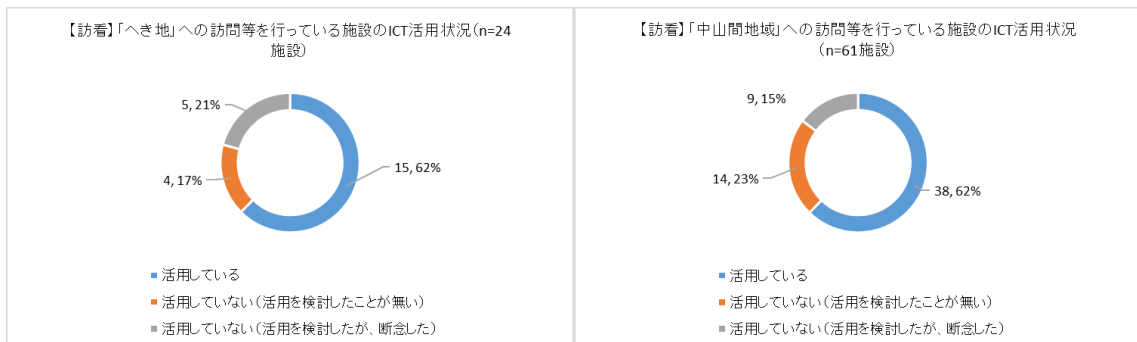 【訪看】「へき地」への訪問等を行っている施設のICT活用状況(n=24
施設)
5, 21%
15, 62%
4, 17%
活用している
活用していない(活用を検討したことが無い)
活用していない(活用を検討したが、断念した)
【訪看】「中山間地域」への訪問等を行っている施設のICT活用状況
(n=61施設)
9, 15%
14, 23%
38, 62%
活用している
活用していない(活用を検討したことが無い)
活用していない(活用を検討したが、断念した)